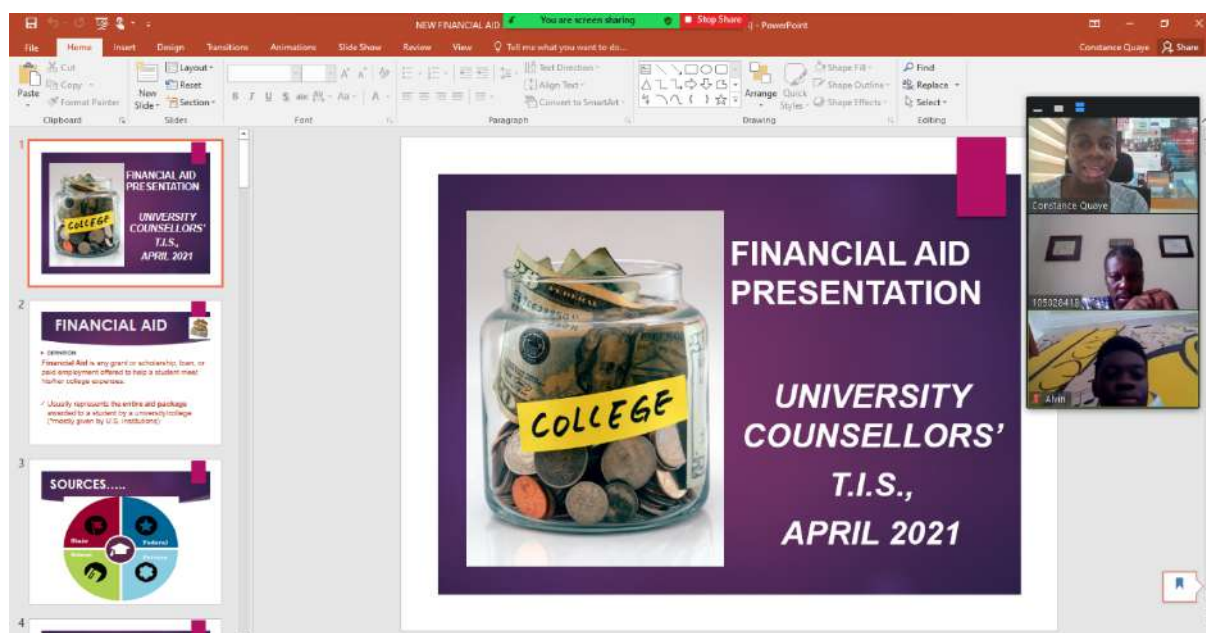 NEW FINANCIAL AID
You are screen sharing
Stop Share
- PowerPoint
File
Home
Insert
Design
Transitions
Animations
Slide Show
Review
View
Tell me what you want to do...
Constance Quaye
Share
Paste
Cut
Copy
Format Painter
Clipboard
New
Slide
Layout
Reset
Section
Slides
Font
Text Direction
Align Text
Convert to SmartArt
Paragraph
Arrange
Quick
Styles
Shape Fill
Shape Outline
Shape Effects
Drawing
Find
Replace
Select
Editing
1
FINANCIAL AID
PRESENTATION
UNIVERSITY
COUNSELLORS'
T.I.S.,
APRIL 2021
COLLEGE
2
FINANCIAL AID
DEFINITION
Financial Aid is any grant or scholarship, loan, or
paid employment offered to help a student meet
his/her college expenses.
Usually represents the entire aid package
awarded to a student by a university/college
(*mostly given by U.S. institutions)
3
SOURCES.....
State
Federal
4
FINANCIAL AID
PRESENTATION
COLLEGE
UNIVERSITY
COUNSELLORS'
T.I.S.,
APRIL 2021
Constance Quaye
105026418
Alvin